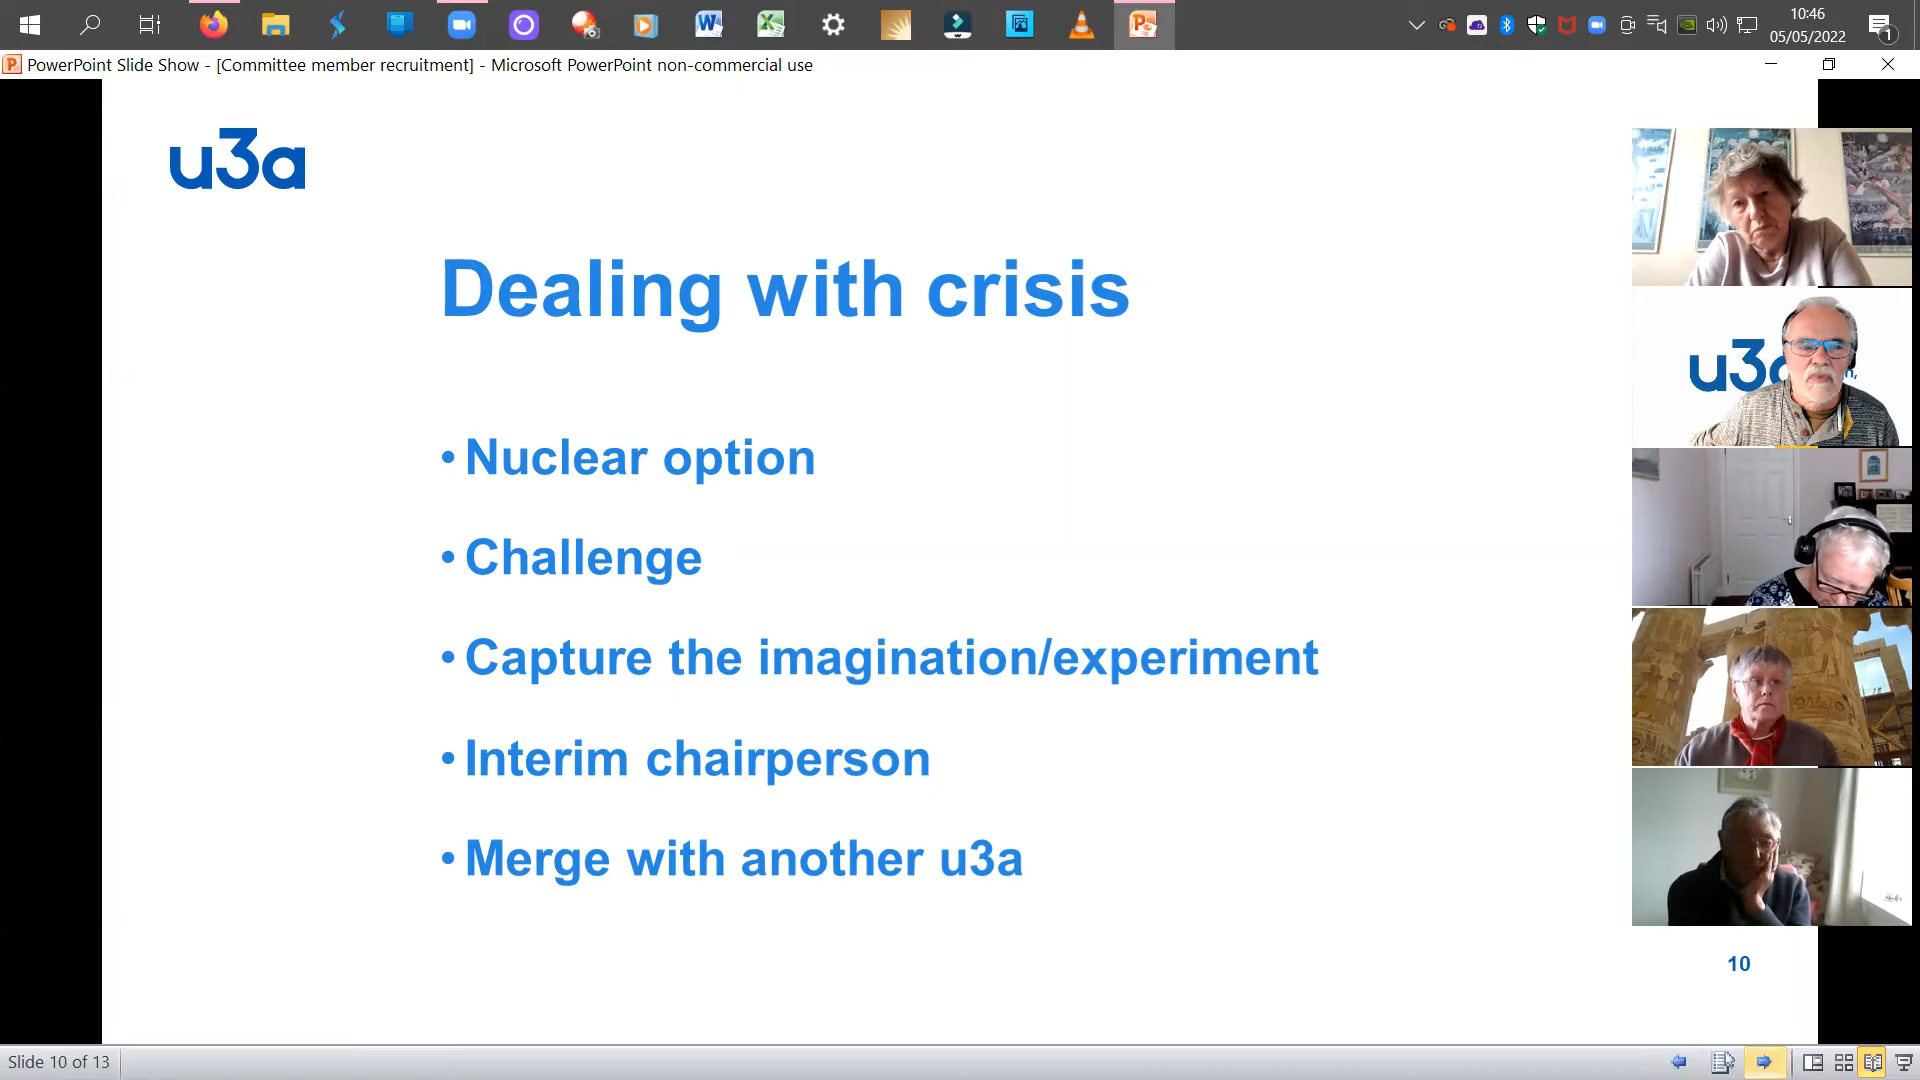 10:46
05/05/2022
1
PowerPoint Slide Show - [Committee member recruitment] - Microsoft PowerPoint non-commercial use
u3a
Dealing with crisis
• Nuclear option
• Challenge
• Capture the imagination/experiment
• Interim chairperson
• Merge with another u3a
u3a
10
Slide 10 of 13